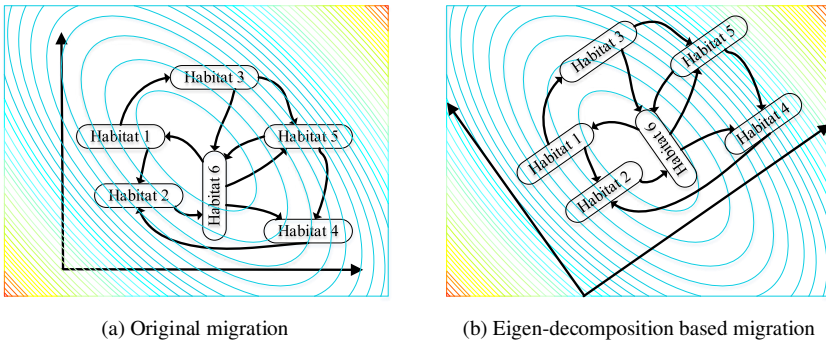 Habitat 3
Habitat 1
Habitat 5
Habitat 2
Habitat 6
Habitat 4
(a) Original migration
Habitat 3
Habitat 5
Habitat 4
Habitat 1
Habitat 6
Habitat 2
(b) Eigen-decomposition based migration